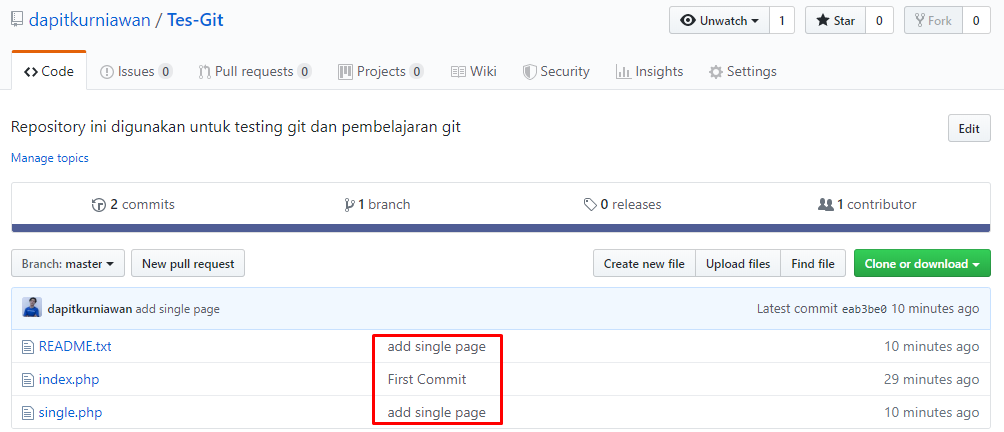 dapitkurniawan / Tes-Git
Unwatch 1 Star 0 Fork 0
Code Issues 0 Pull requests 0 Projects 0 Wiki Security Insights Settings
Repository ini digunakan untuk testing git dan pembelajaran git Edit
Manage topics
2 commits 1 branch 0 releases 1 contributor
Branch: master New pull request Create new file Upload files Find file Clone or download
dapitkurniawan add single page Latest commit eab3be0 10 minutes ago
README.txt add single page 10 minutes ago
index.php First Commit 29 minutes ago
single.php add single page 10 minutes ago